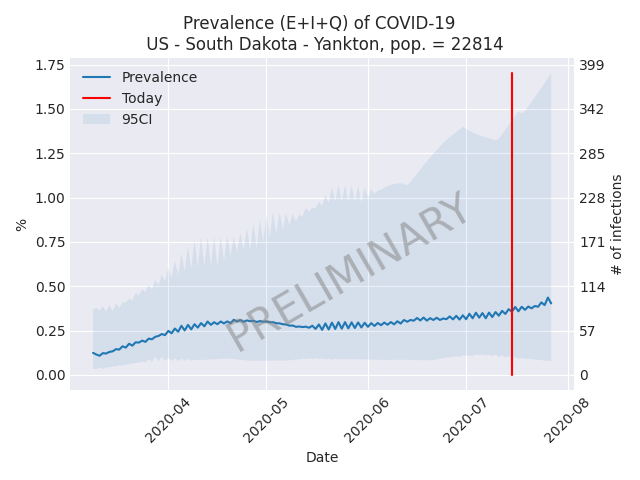 Prevalence (E+I+Q) of COVID-19
US - South Dakota - Yankton, pop. = 22814
Prevalence
Today
95CI
1.75
1.50
1.25
1.00
0.75
0.50
0.25
0.00
%
399
342
285
228
171
114
57
0
# of infections
PRELIMINARY
2020-04
2020-05
2020-06
2020-07
2020-08
Date